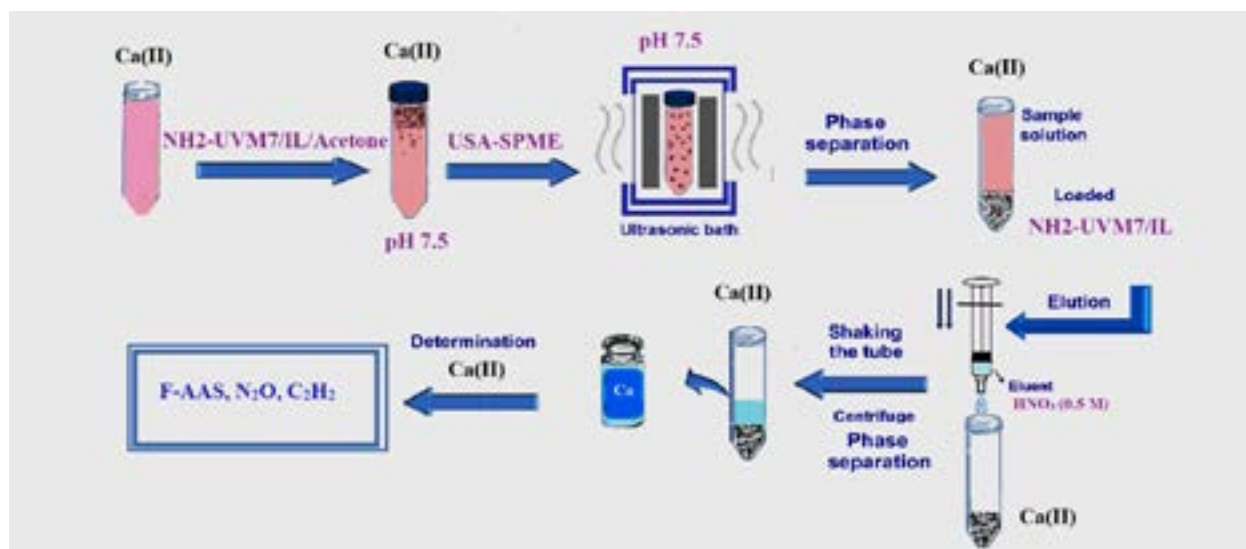 Ca(II)
NH2-UVM7/IL/Acetone
Ca(II)
pH 7.5
USA-SPME
pH 7.5
Ultrasonic bath
Phase
separation
Ca(II)
Sample
solution
Loaded
NH2-UVM7/IL
Elution
Eluent
HNO₃ (0.5 M)
Ca(II)
Shaking
the tube
Centrifuge
Phase
separation
Ca(II)
Ca
Determination
Ca(II)
F-AAS, N₂O, C₂H₂